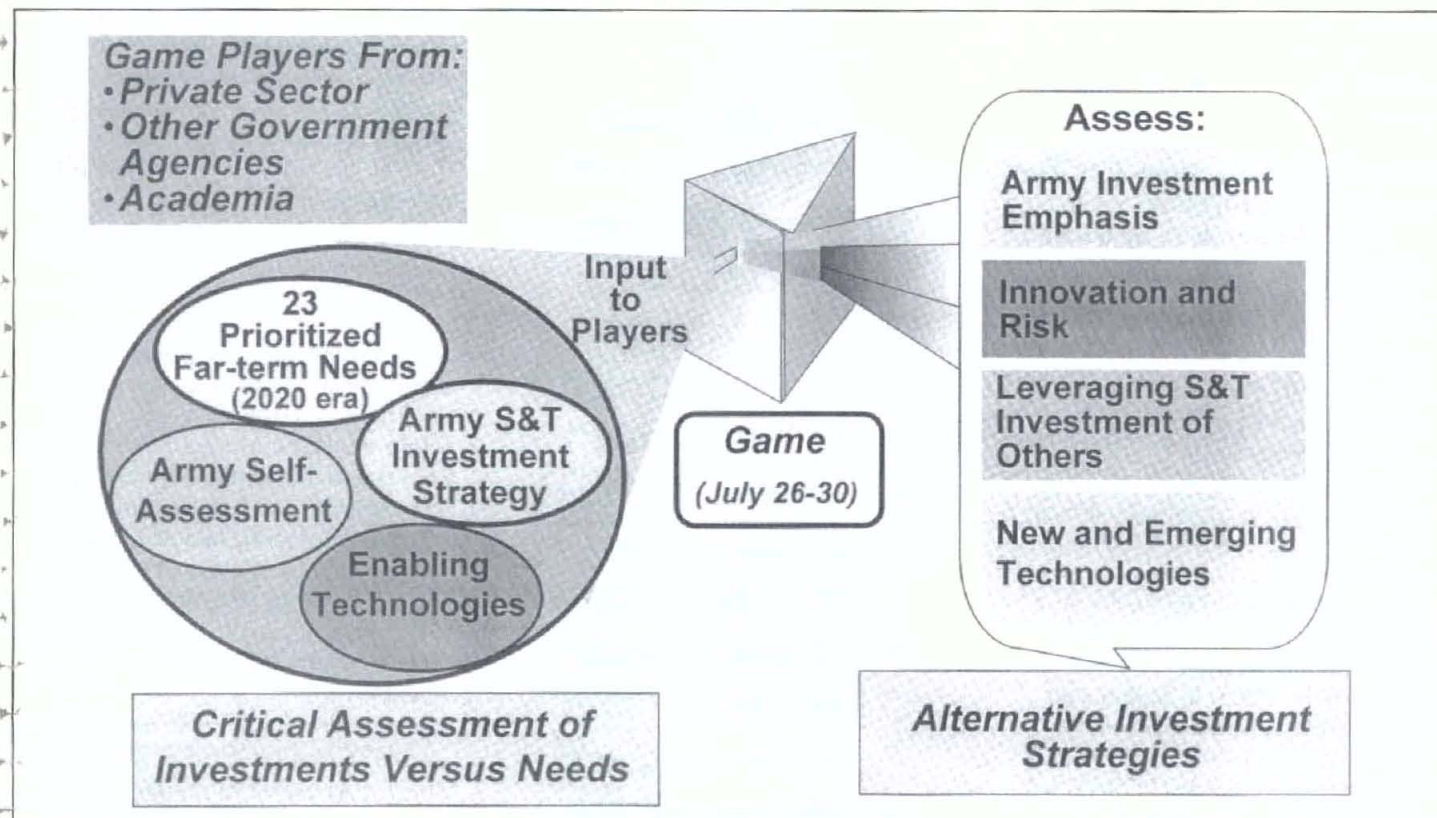 Game Players From:
• Private Sector
• Other Government
Agencies
• Academia
23
Prioritized
Far-term Needs
(2020 era)
Army S&T
Investment
Strategy
Army Self-
Assessment
Enabling
Technologies
Critical Assessment of
Investments Versus Needs
Input
to
Players
Game
(July 26-30)
Assess:
Army Investment
Emphasis
Innovation and
Risk
Leveraging S&T
Investment of
Others
New and Emerging
Technologies
Alternative Investment
Strategies